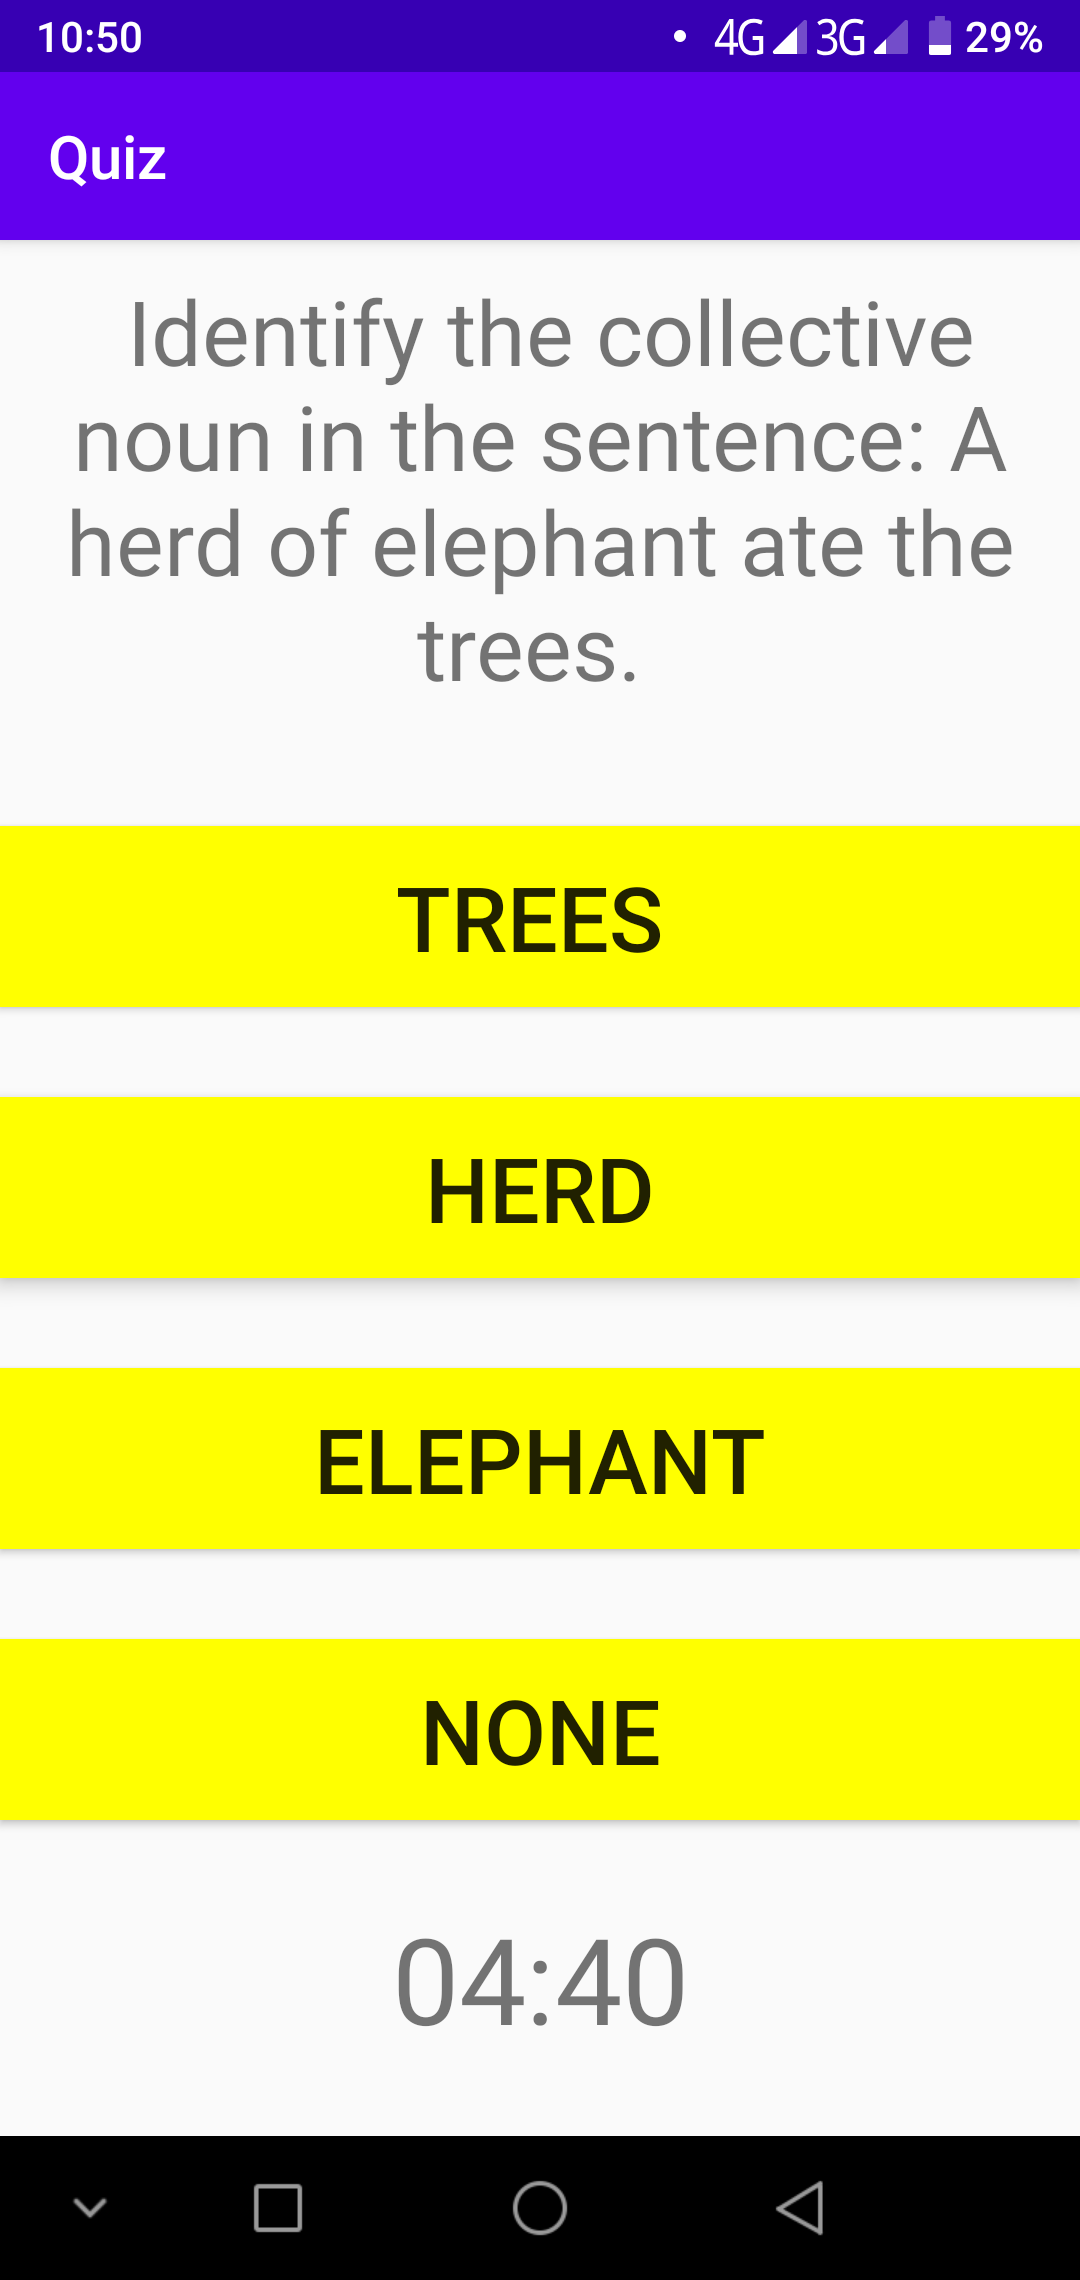 10:50 4G 3G 29%
Quiz
Identify the collective
noun in the sentence: A
herd of elephant ate the
trees.
TREES
HERD
ELEPHANT
NONE
04:40